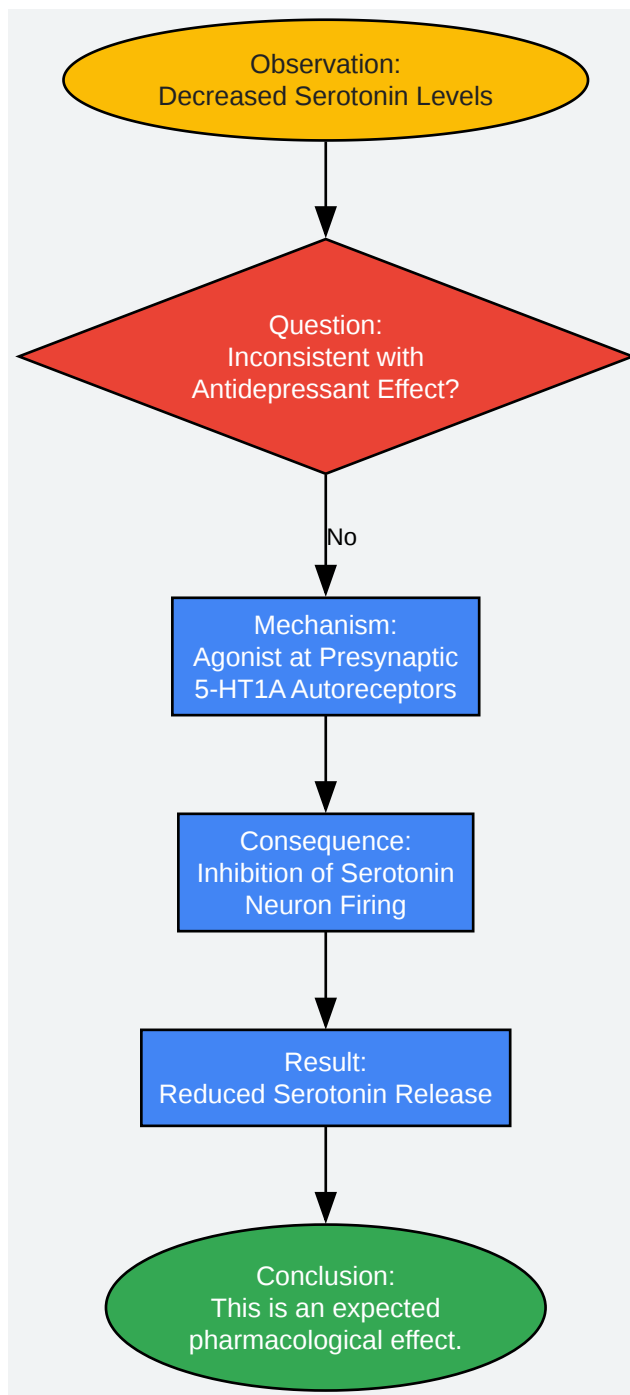 Observation:
Decreased Serotonin Levels
Question:
Inconsistent with
Antidepressant Effect?
No
Mechanism:
Agonist at Presynaptic
5-HT1A Autoreceptors
Consequence:
Inhibition of Serotonin
Neuron Firing
Result:
Reduced Serotonin Release
Conclusion:
This is an expected
pharmacological effect.